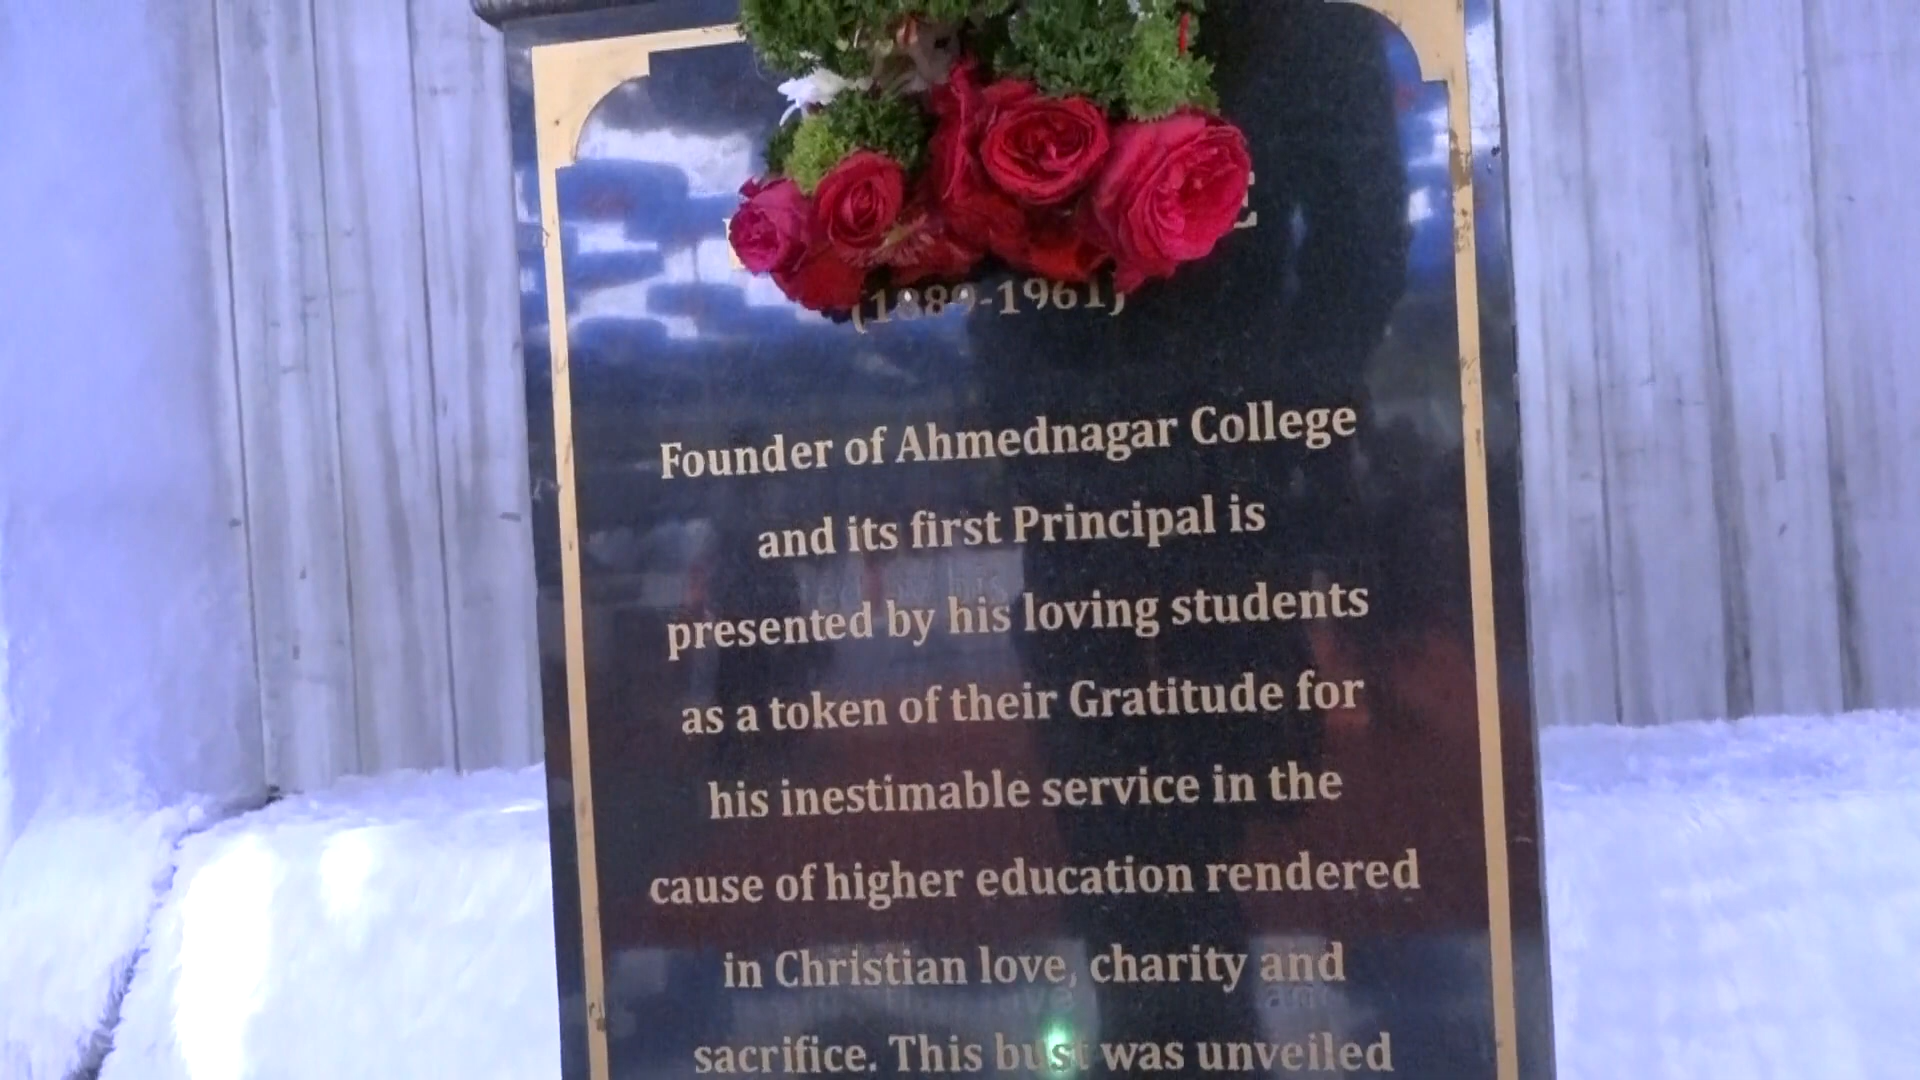 (1889-1961)
Founder of Ahmednagar College
and its first Principal is
presented by his loving students
as a token of their Gratitude for
his inestimable service in the
cause of higher education rendered
in Christian love, charity and
sacrifice. This bust was unveiled